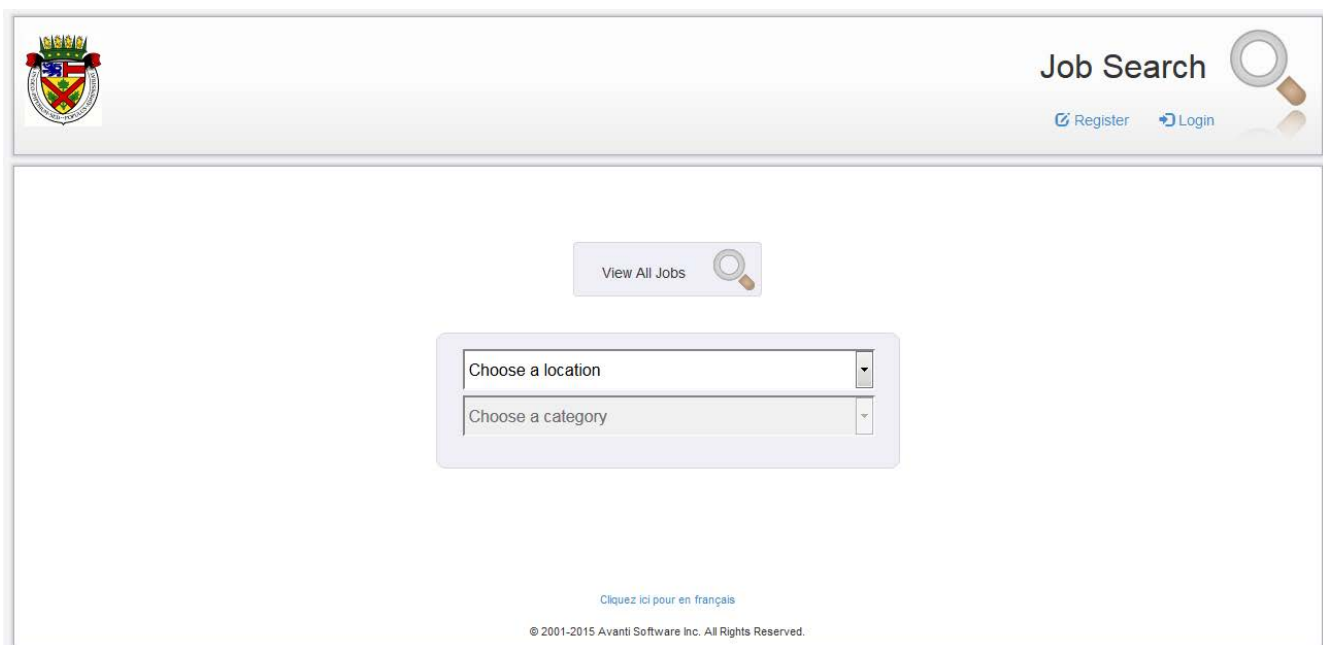 Job Search
Register Login
View All Jobs
Choose a location
Choose a category
Cliquez ici pour en français
© 2001-2015 Avanti Software Inc. All Rights Reserved.